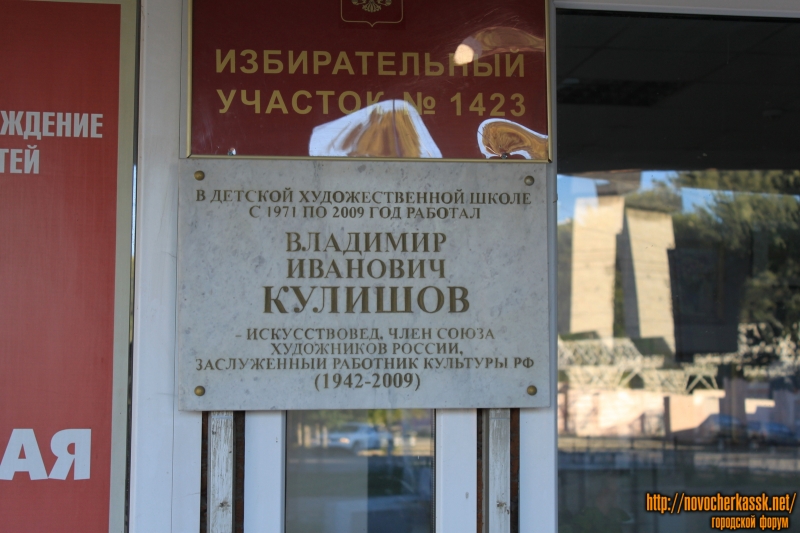 ИЗБИРАТЕЛЬНЫЙ
УЧАСТОК № 1423
ЖДЕНИЕ
ТЕЙ
АЯ
В ДЕТСКОЙ ХУДОЖЕСТВЕННОЙ ШКОЛЕ
С 1971 ПО 2009 ГОД РАБОТАЛ
ВЛАДИМИР
ИВАНОВИЧ
КУЛИШОВ
- ИСКУССТВОВЕД, ЧЛЕН СОЮЗА
ХУДОЖНИКОВ РОССИИ,
ЗАСЛУЖЕННЫЙ РАБОТНИК КУЛЬТУРЫ РФ
(1942-2009)
http://novocherkassk.net/
городской форум